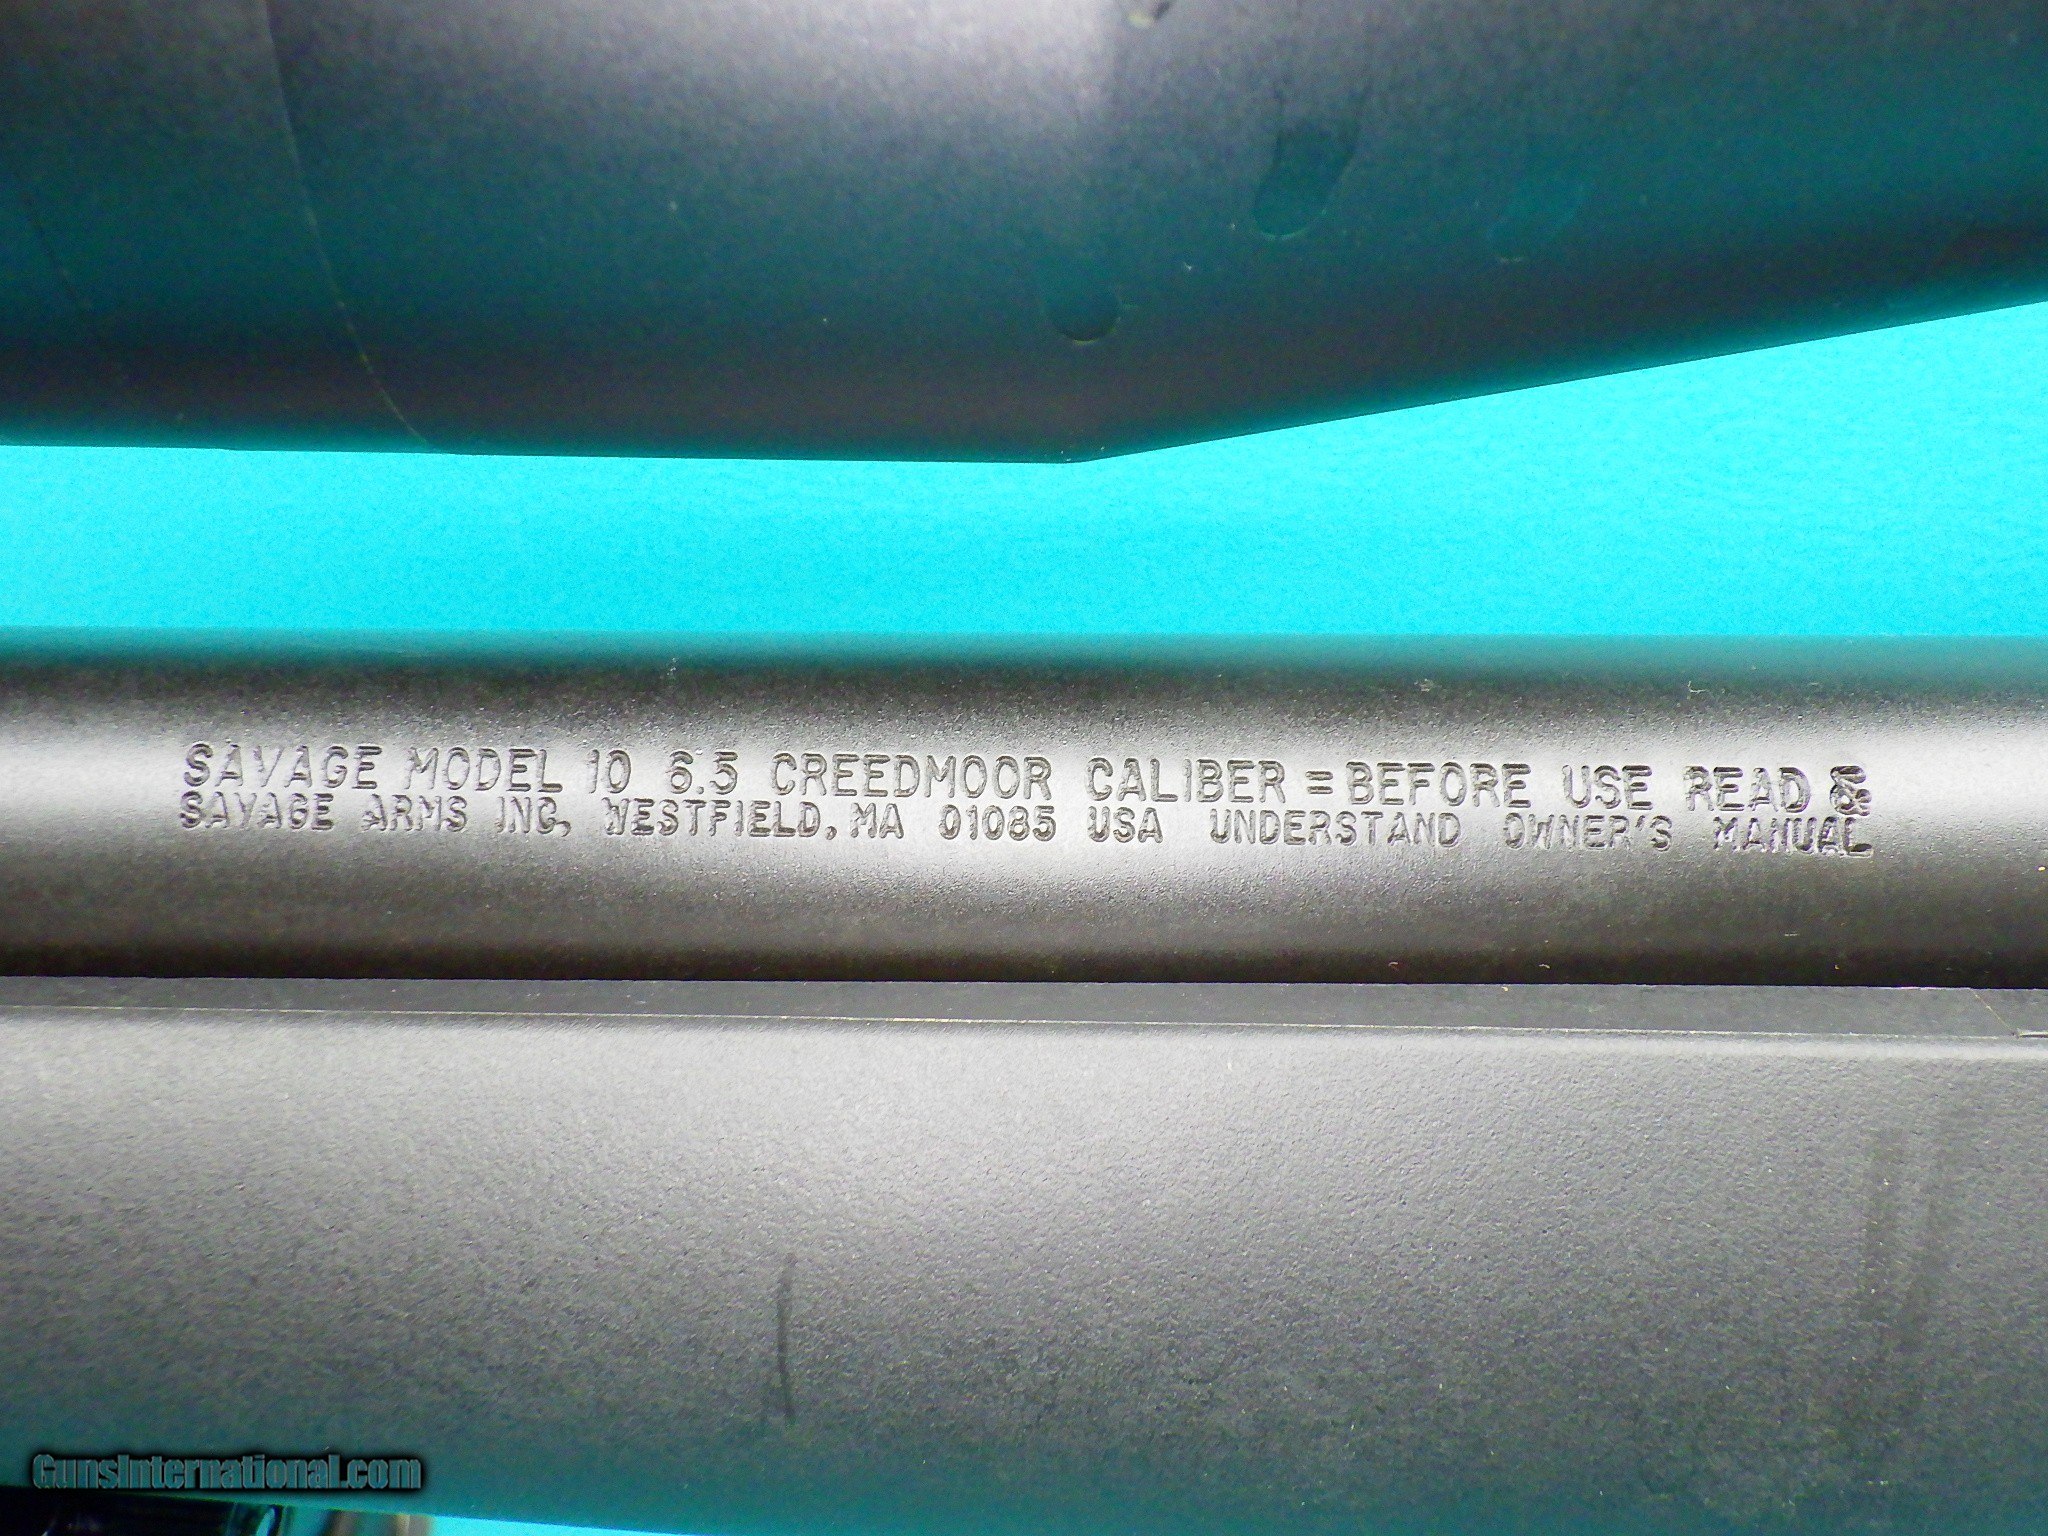 SAVAGE MODEL 10 6.5 CREEDMOOR CALIBER = BEFORE USE READ &
SAVAGE ARMS INC, WESTFIELD, MA 01085 USA UNDERSTAND OWNER'S MANUAL
GunsInternational.com